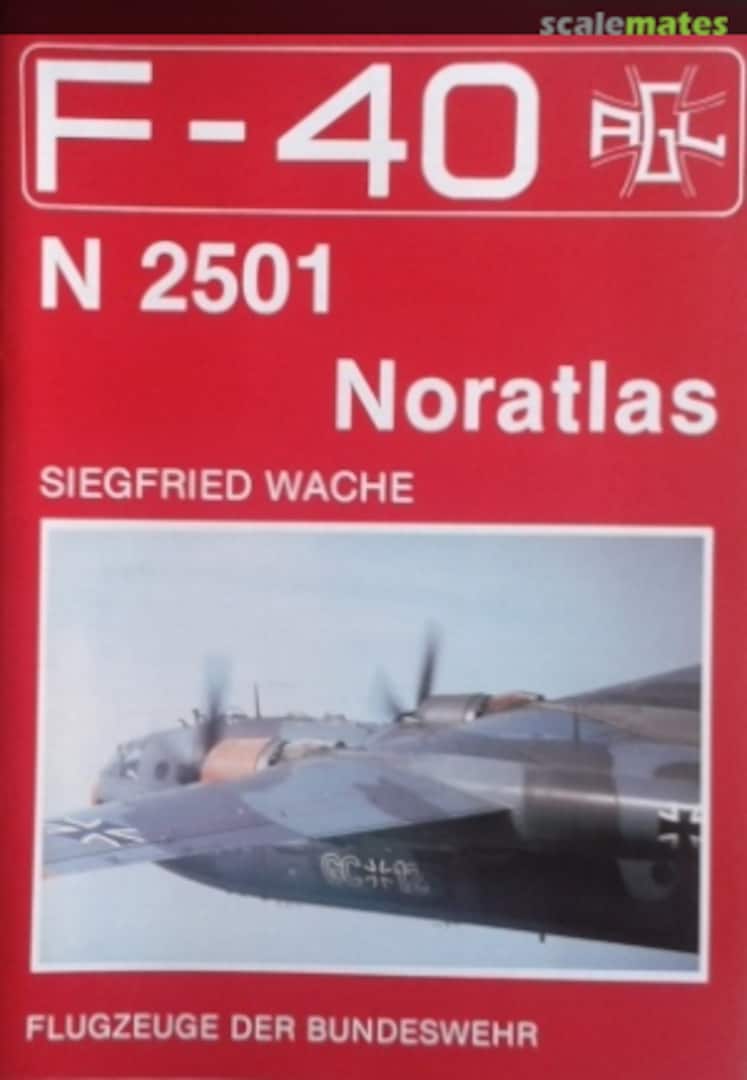 scalemates
F-40 AGL
N 2501
Noratlas
SIEGFRIED WACHE
FLUGZEUGE DER BUNDESWEHR